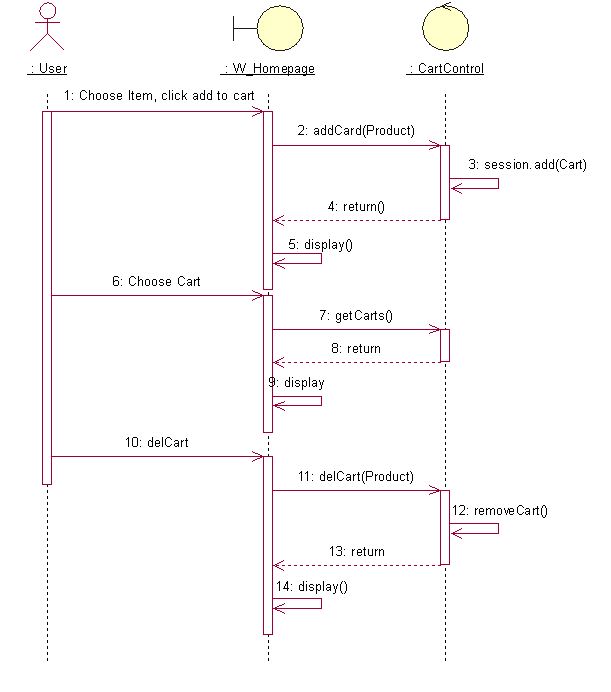 : User
: W_Homepage
: CartControl
1: Choose Item, click add to cart
2: addCard(Product)
3: session.add(Cart)
4: return()
5: display()
6: Choose Cart
7: getCarts()
8: return
9: display
10: delCart
11: delCart(Product)
12: removeCart()
13: return
14: display()